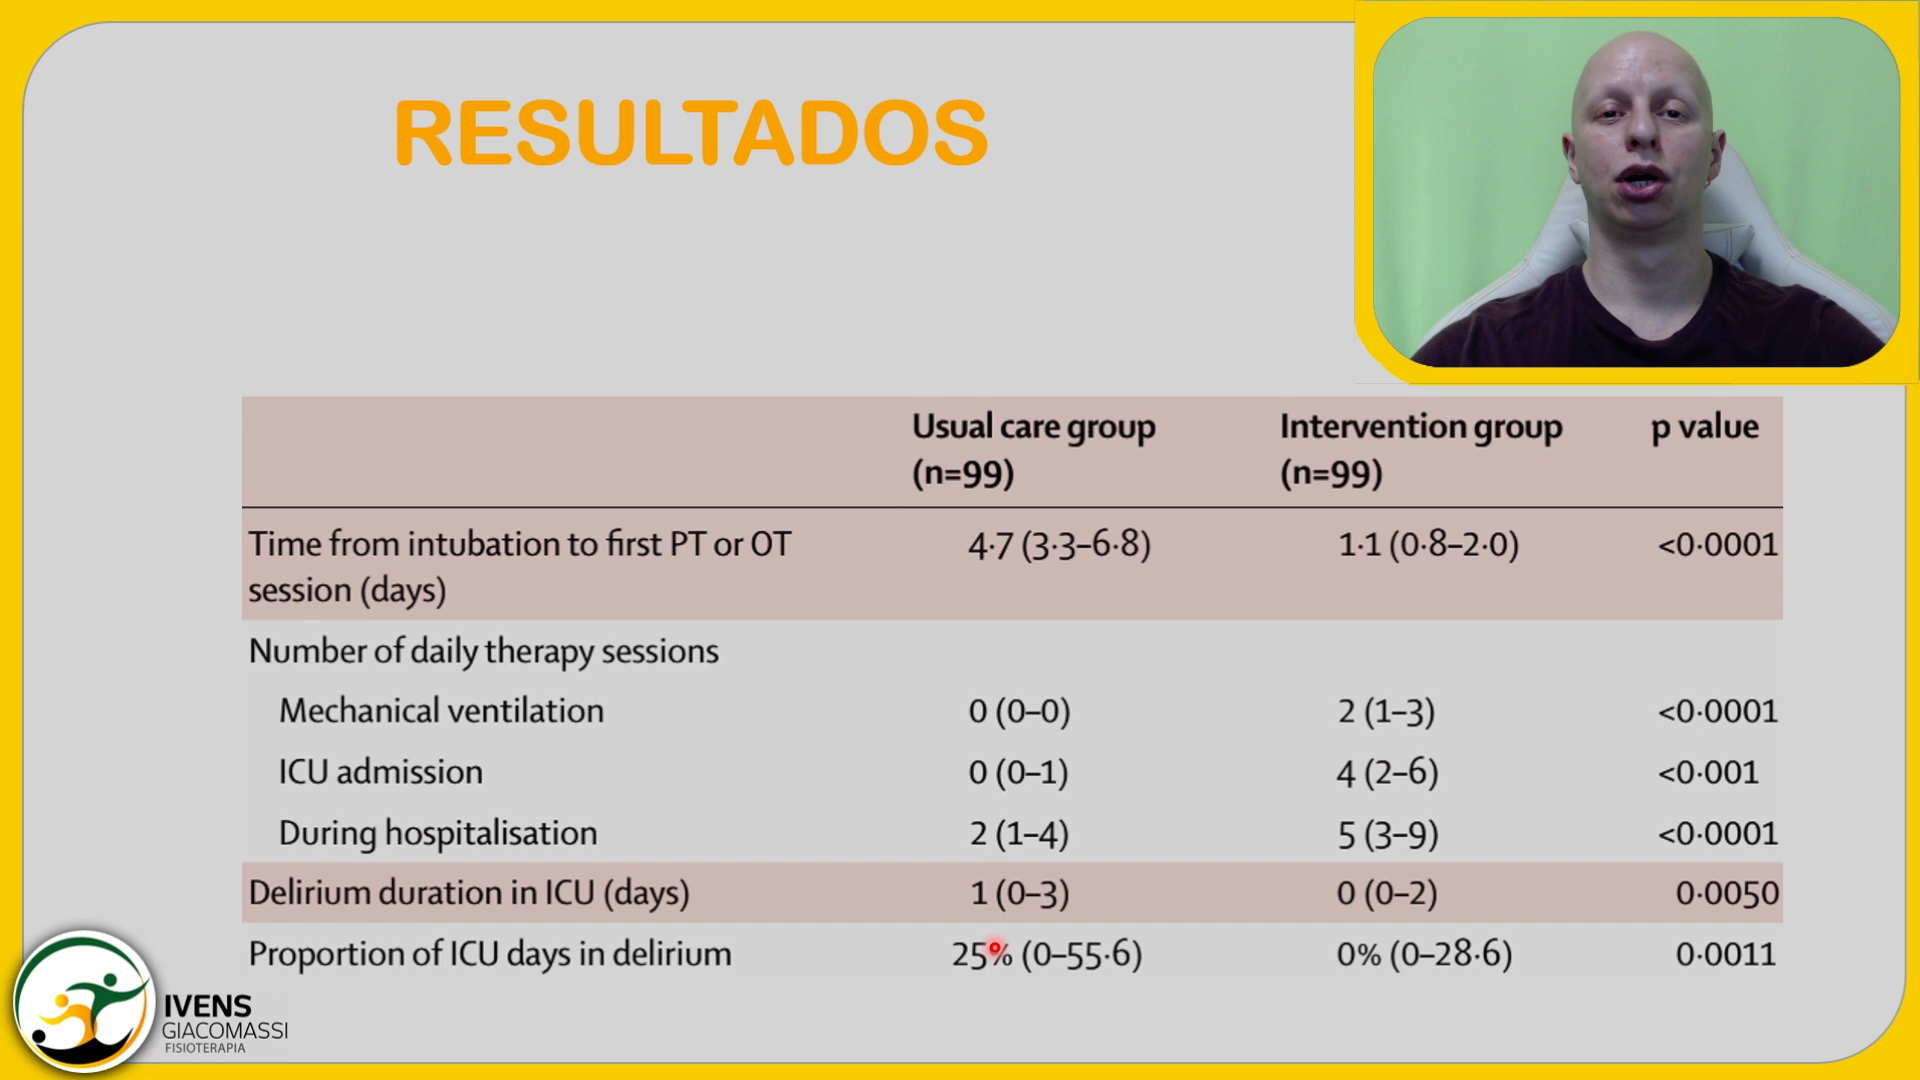 RESULTADOS
Usual care group Intervention group p value
(n=99) (n=99)
Time from intubation to first PT or OT 4·7 (3·3–6·8) 1·1 (0·8–2·0) <0·0001
session (days)
Number of daily therapy sessions
Mechanical ventilation 0 (0–0) 2 (1–3) <0·0001
ICU admission 0 (0–1) 4 (2–6) <0·001
During hospitalisation 2 (1–4) 5 (3–9) <0·0001
Delirium duration in ICU (days) 1 (0–3) 0 (0–2) 0·0050
Proportion of ICU days in delirium 25% (0–55·6) 0% (0–28·6) 0·0011
IVENS
GIACOMASSI
FISIOTERAPIA